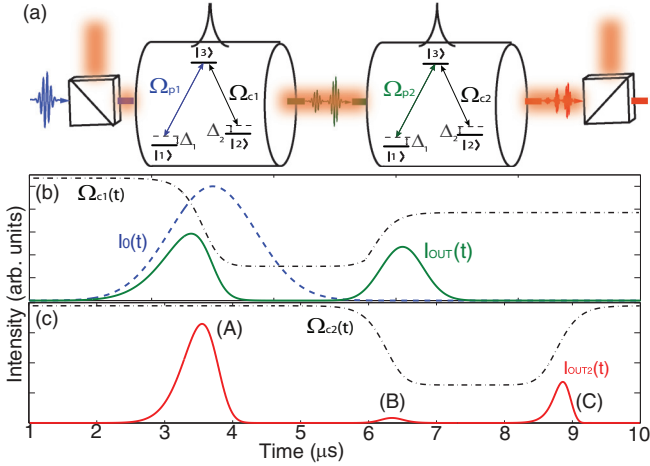 (a)
|3⟩ |3⟩
Ωp1 Ωc1 Ωp2 Ωc2
Δ1 Δ2 Δ1 Δ2
|1⟩ |2⟩ |1⟩ |2⟩
(b) Ωc1(t)
I0(t) IOUT(t)
(c) Ωc2(t)
(A) (B) (C) IOUT2(t)
Intensity (arb. units)
1 2 3 4 5 6 7 8 9 10
Time (μs)